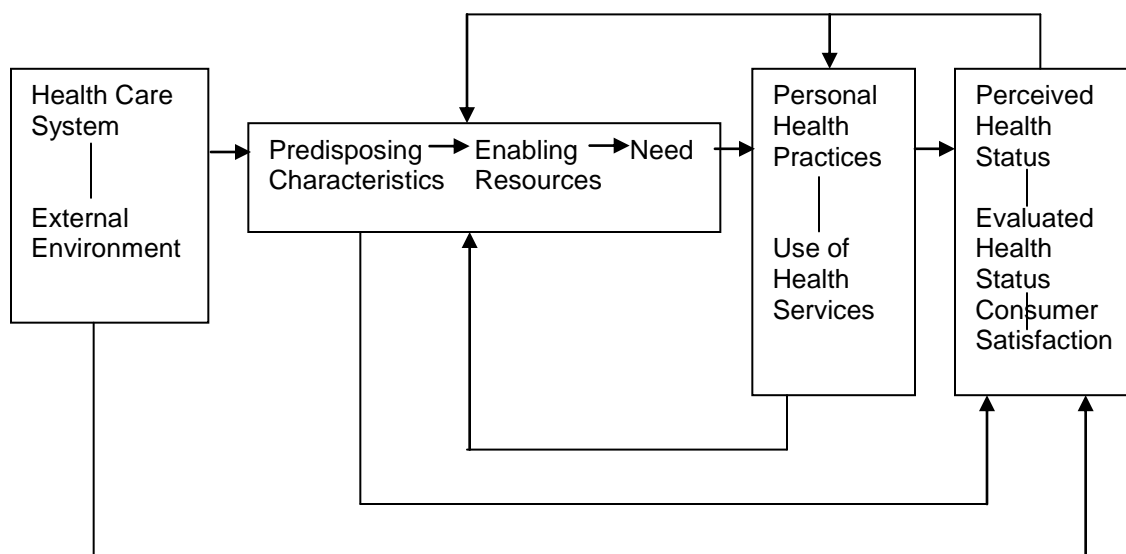 Health Care
System
External
Environment
Predisposing
Characteristics
Enabling
Resources
Need
Personal
Health
Practices
Use of
Health
Services
Perceived
Health
Status
Evaluated
Health
Status
Consumer
Satisfaction